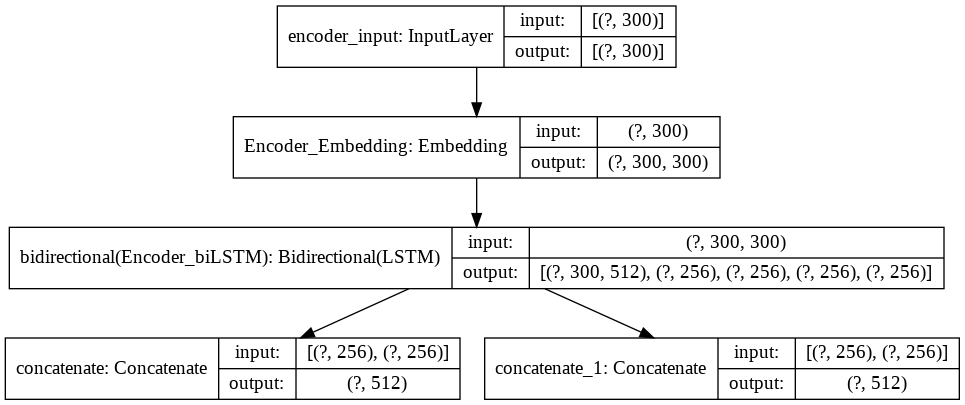 encoder_input: InputLayer
input:
[(?, 300)]
output:
[(?, 300)]
Encoder_Embedding: Embedding
input:
(?, 300)
output:
(?, 300, 300)
bidirectional(Encoder_biLSTM): Bidirectional(LSTM)
input:
(?, 300, 300)
output:
[(?, 300, 512), (?, 256), (?, 256), (?, 256), (?, 256)]
concatenate: Concatenate
input:
[(?, 256), (?, 256)]
output:
(?, 512)
concatenate_1: Concatenate
input:
[(?, 256), (?, 256)]
output:
(?, 512)